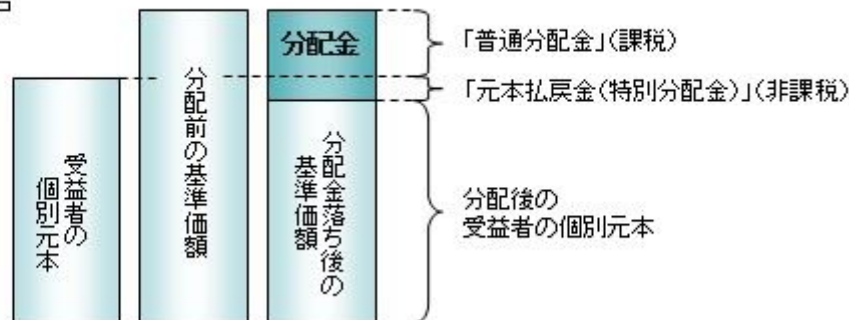 受益者の
個別元本
分配前の基準価額
分配金
分配金落ち後の
基準価額
「普通分配金」(課税)
「元本払戻金(特別分配金)」(非課税)
分配後の
受益者の個別元本